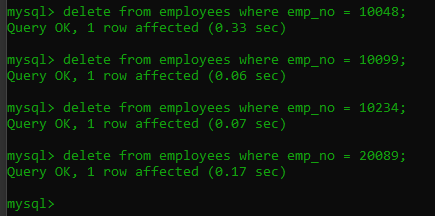 mysql> delete from employees where emp_no = 10048;
Query OK, 1 row affected (0.33 sec)
mysql> delete from employees where emp_no = 10099;
Query OK, 1 row affected (0.06 sec)
mysql> delete from employees where emp_no = 10234;
Query OK, 1 row affected (0.07 sec)
mysql> delete from employees where emp_no = 20089;
Query OK, 1 row affected (0.17 sec)
mysql>